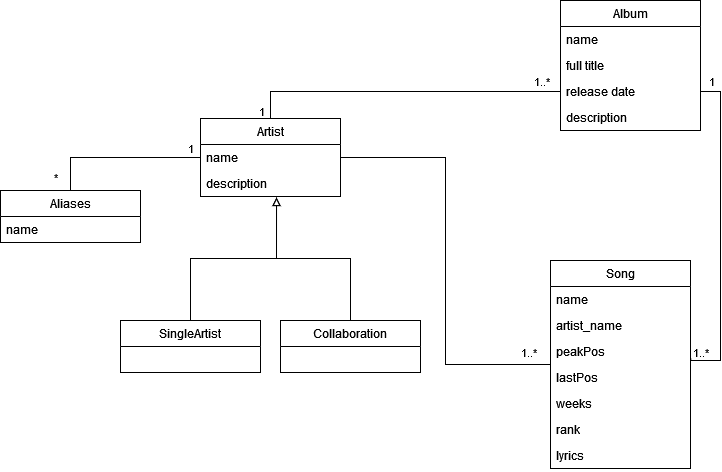 Album
name
full title
release date
description
1..*
1
1
Artist
name
description
1
*
Aliases
name
SingleArtist
Collaboration
Song
name
artist_name
peakPos
lastPos
weeks
rank
lyrics
1..*
1..*